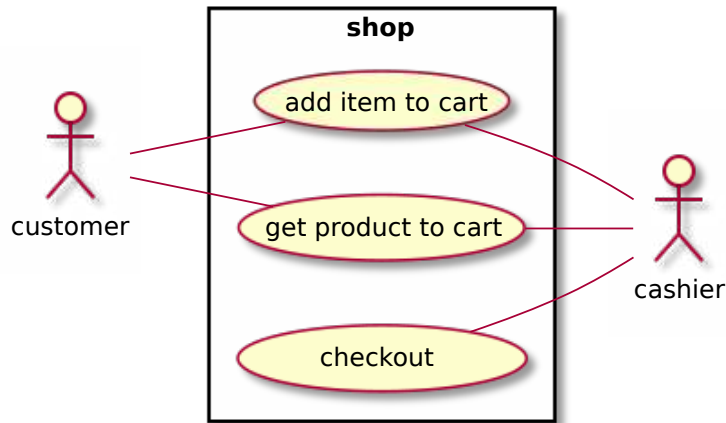 shop
add item to cart
customer
get product to cart
cashier
checkout